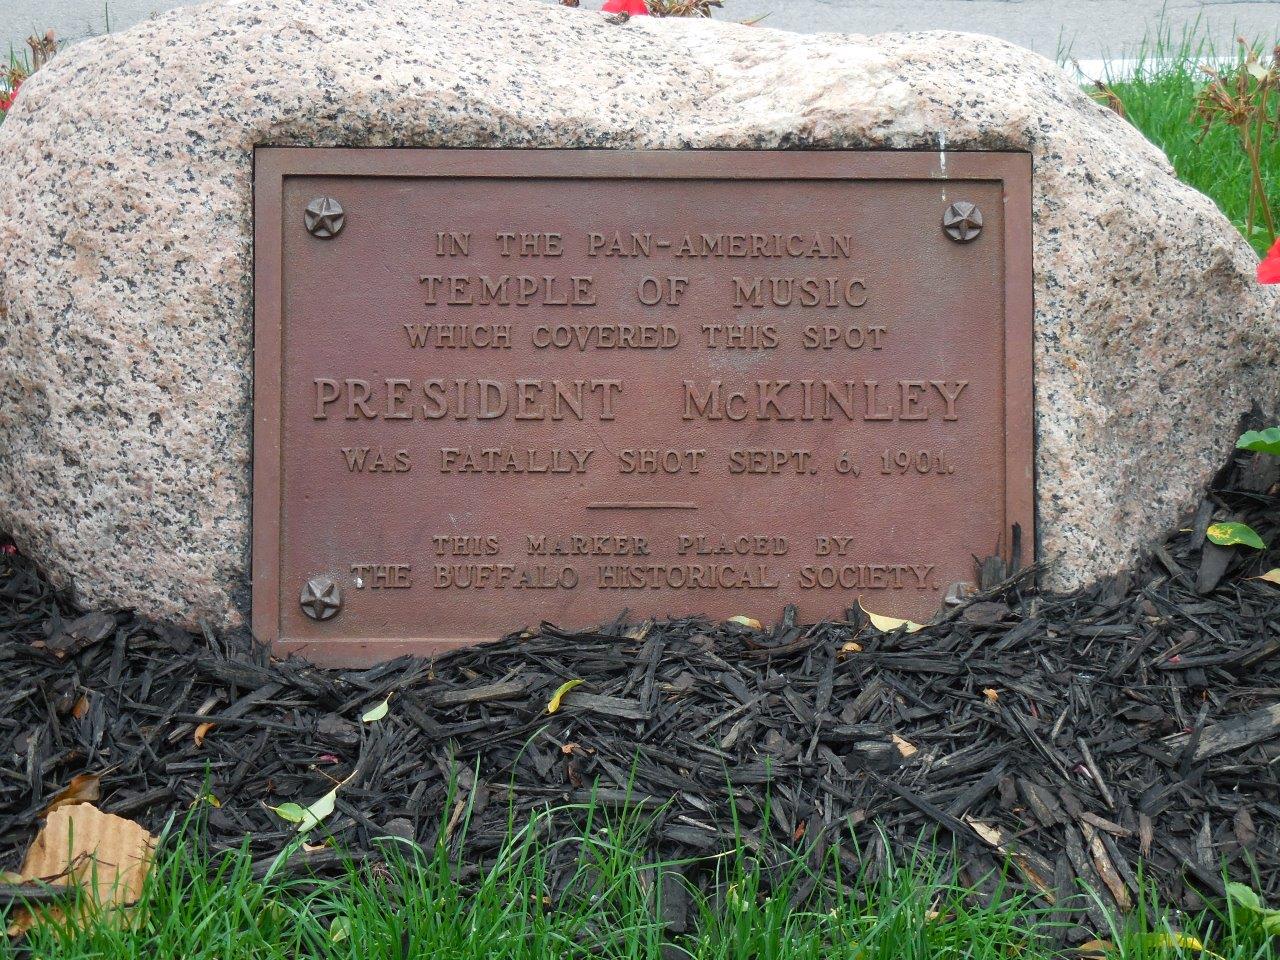 IN THE PAN-AMERICAN
TEMPLE OF MUSIC
WHICH COVERED THIS SPOT
PRESIDENT McKINLEY
WAS FATALLY SHOT SEPT. 6, 1901.
THIS MARKER PLACED BY
THE BUFFALO HISTORICAL SOCIETY.